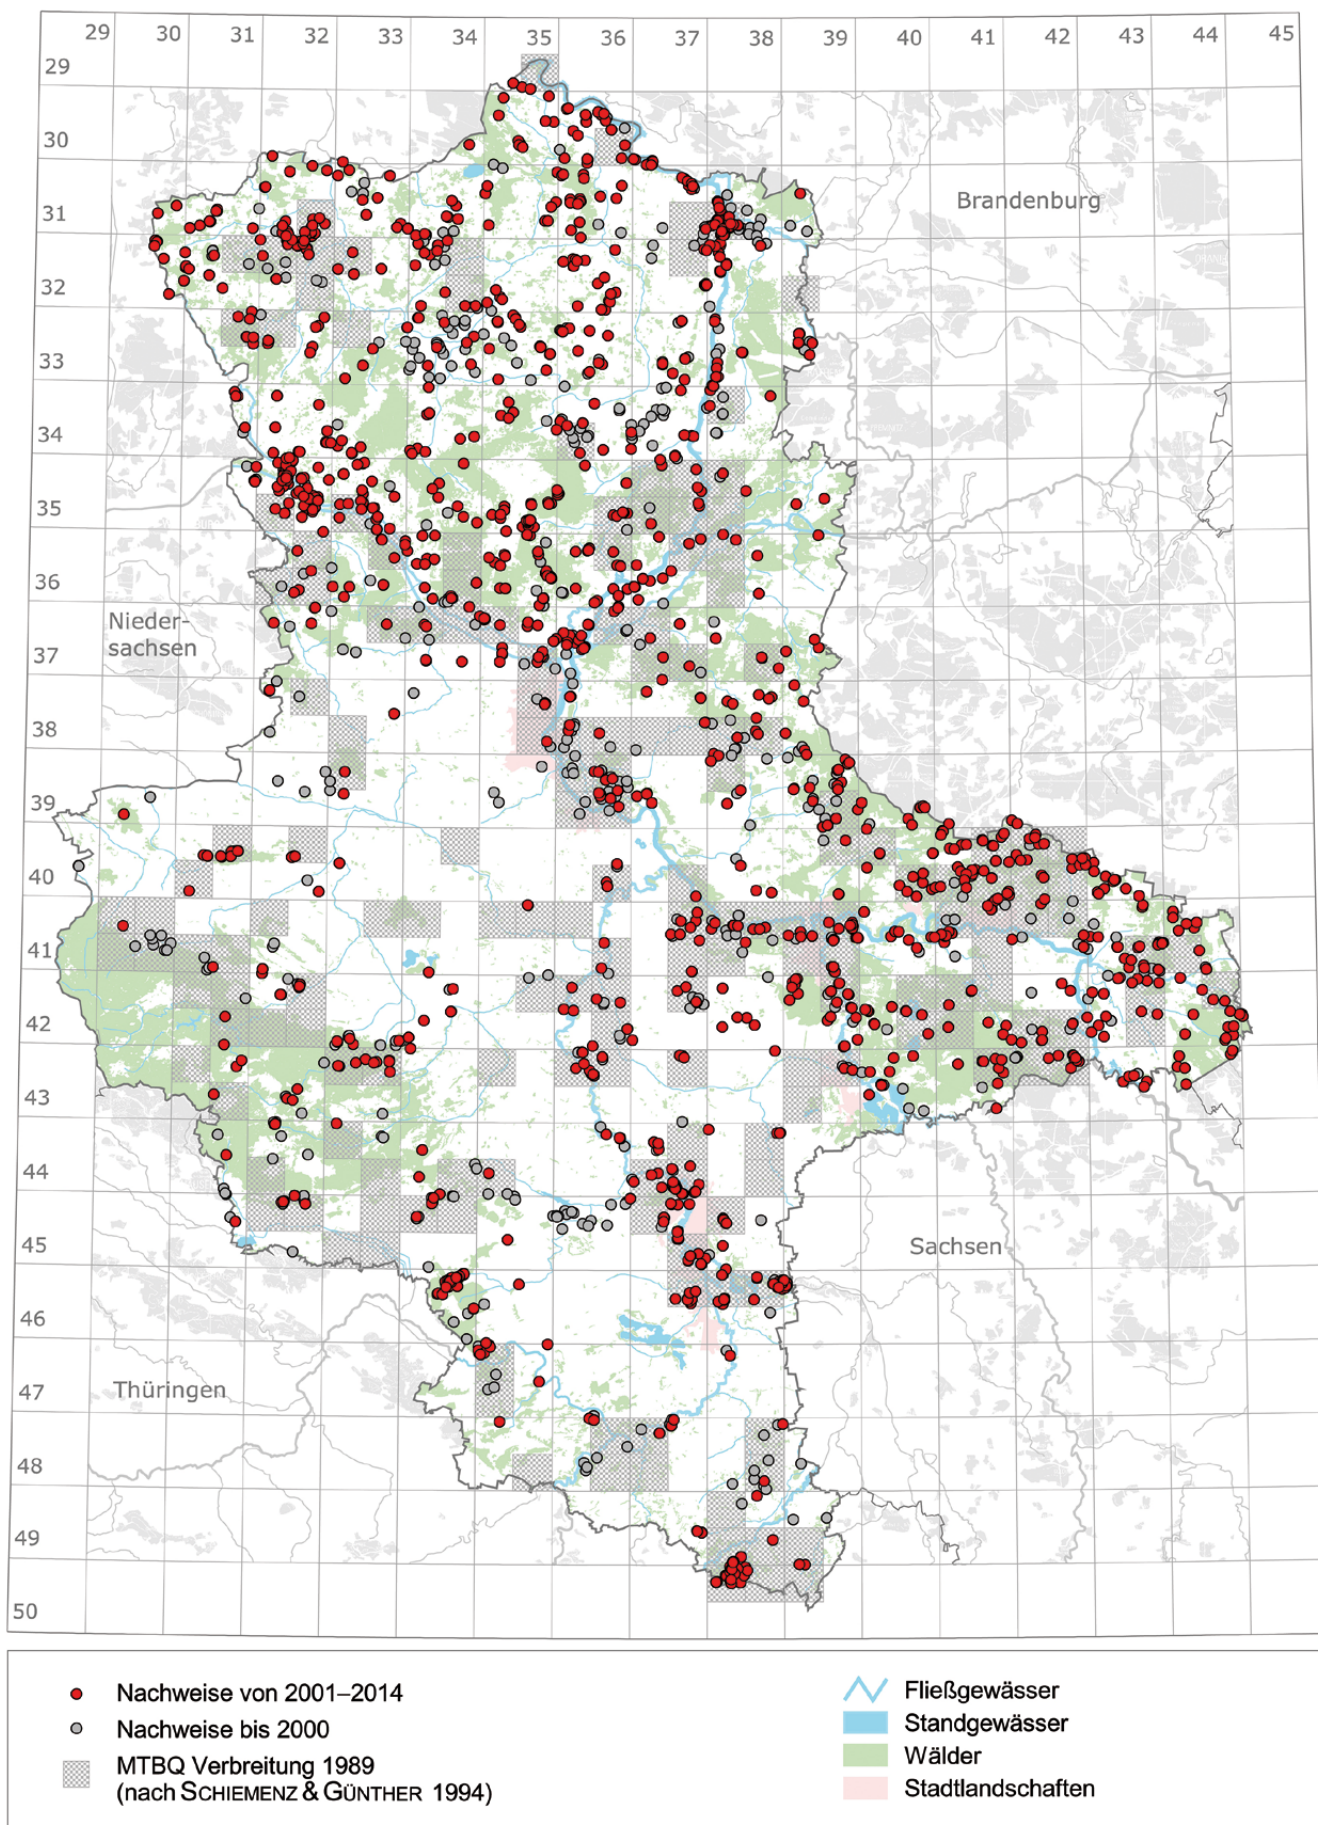 29 30 31 32 33 34 35 36 37 38 39 40 41 42 43 44 45
29
30
31
32
33
34
35
36
37
38
39
40
41
42
43
44
45
46
47
48
49
50
Brandenburg
Nieder-
sachsen
Sachsen
Thüringen
Nachweise von 2001–2014
Nachweise bis 2000
MTBQ Verbreitung 1989
(nach SCHIEMENZ & GÜNTHER 1994)
Fließgewässer
Standgewässer
Wälder
Stadtlandschaften